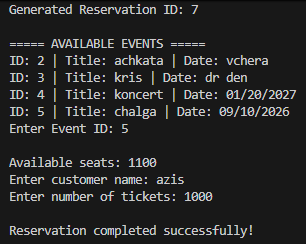 Generated Reservation ID: 7
===== AVAILABLE EVENTS =====
ID: 2 | Title: achkata | Date: vchera
ID: 3 | Title: kris | Date: dr den
ID: 4 | Title: koncert | Date: 01/20/2027
ID: 5 | Title: chalga | Date: 09/10/2026
Enter Event ID: 5
Available seats: 1100
Enter customer name: azis
Enter number of tickets: 1000
Reservation completed successfully!